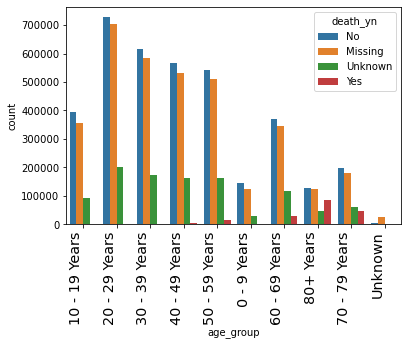 death_yn
No
Missing
Unknown
Yes
700000
600000
500000
400000
300000
200000
100000
0
count
10 - 19 Years
20 - 29 Years
30 - 39 Years
40 - 49 Years
50 - 59 Years
0 - 9 Years
60 - 69 Years
80+ Years
70 - 79 Years
Unknown
age_group